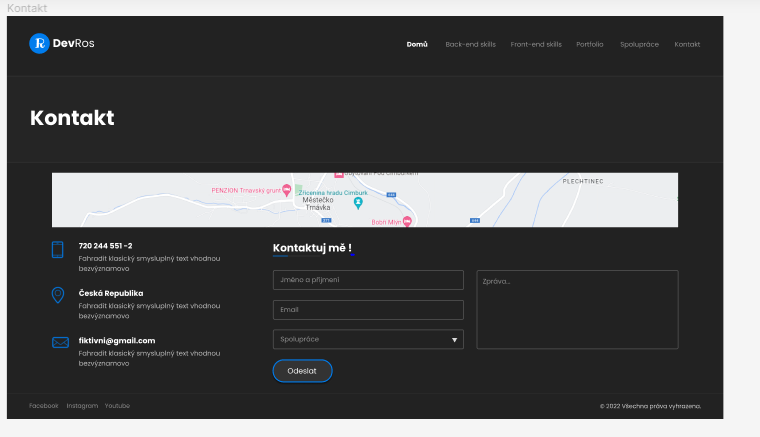 Kontakt
DevRos
Domů Back-end skills Front-end skills Portfolio Spolupráce Kontakt
Kontakt
PLECHTINEC
PENZION Trnavský grunt
Zřícenina hradu Cimburk
Městečko
Trnávka
Bobří Mlýn
720 244 551 -2
Fahradit klasický smysluplný text vhodnou
bezvýznamovo
Česká Republika
Fahradit klasický smysluplný text vhodnou
bezvýznamovo
fiktivni@gmail.com
Fahradit klasický smysluplný text vhodnou
bezvýznamovo
Kontaktuj mě !
Jméno a příjmení
Email
Spolupráce
Zpráva...
Odeslat
Facebook Instagram Youtube
© 2022 Všechna práva vyhrazena.